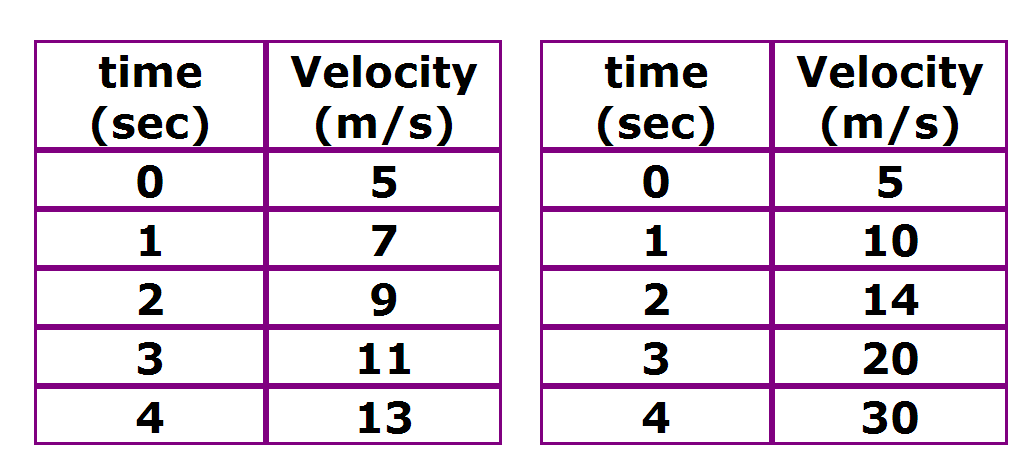 time Velocity time Velocity
(sec) (m/s) (sec) (m/s)
0 5 0 5
1 7 1 10
2 9 2 14
3 11 3 20
4 13 4 30